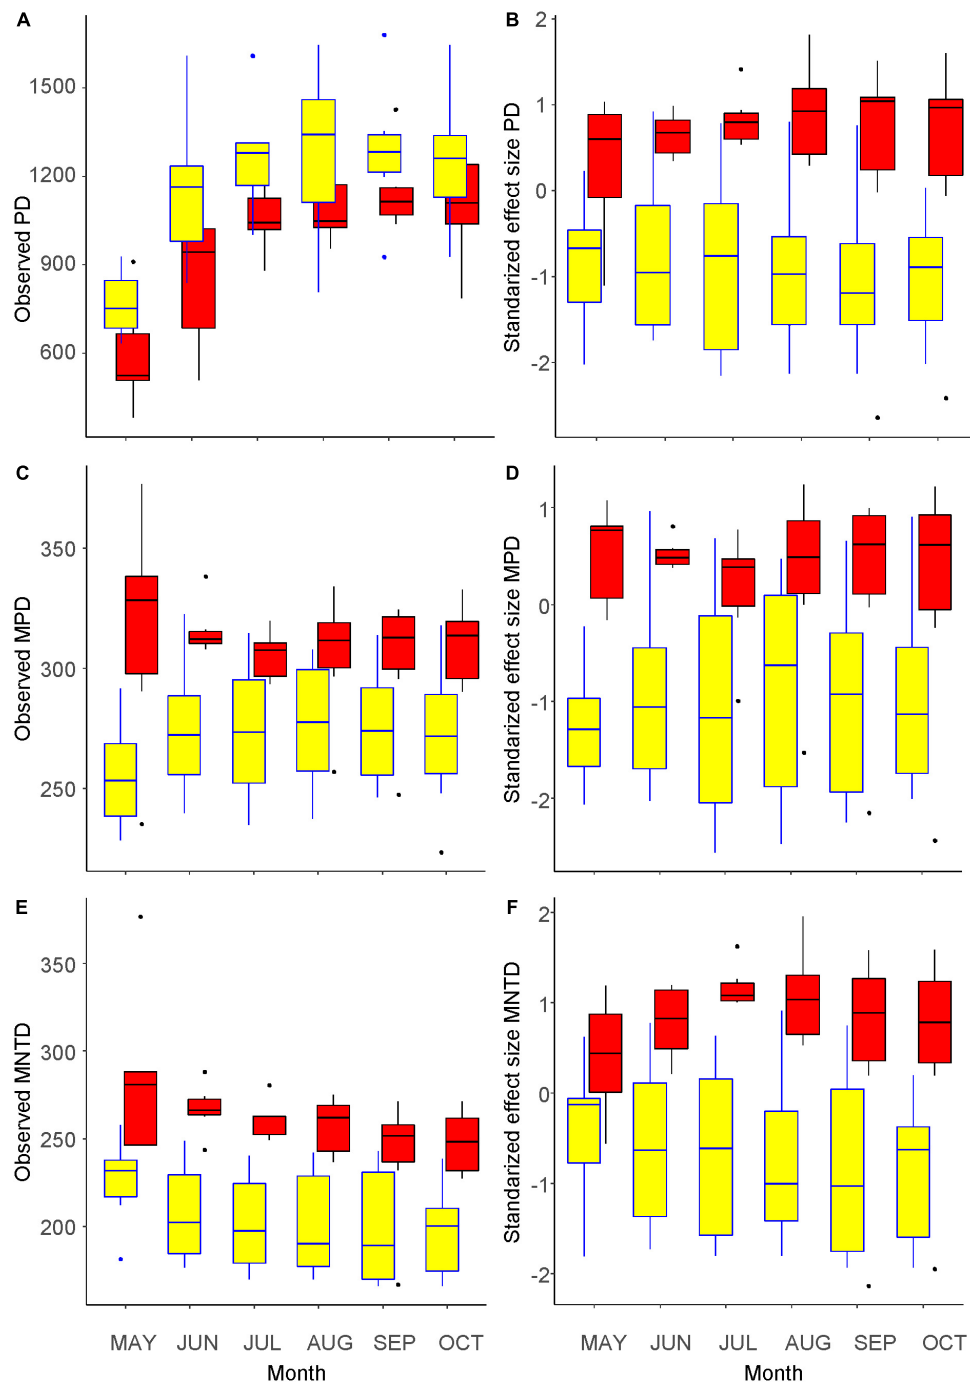 A
Observed PD
1500
1200
900
600
B
Standarized effect size PD
2
1
0
-1
-2
C
Observed MPD
350
300
250
D
Standarized effect size MPD
1
0
-1
-2
E
Observed MNTD
350
300
250
200
MAY JUN JUL AUG SEP OCT
Month
F
Standarized effect size MNTD
2
1
0
-1
-2
MAY JUN JUL AUG SEP OCT
Month